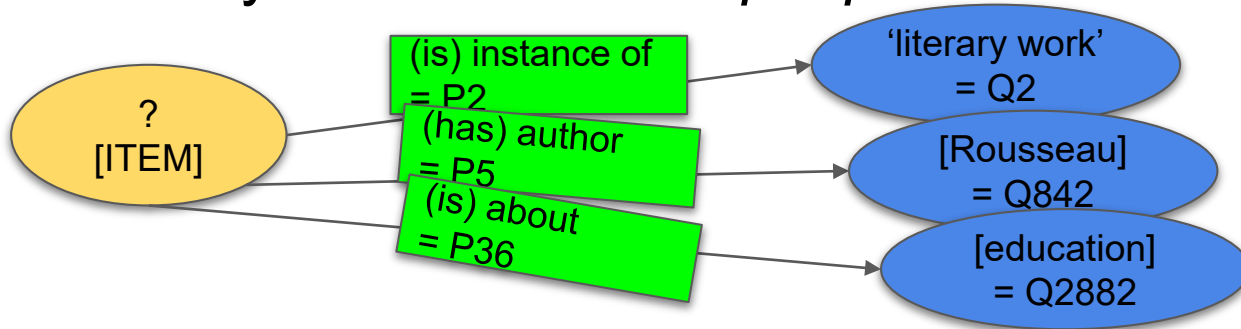 ?
[ITEM]
(is) instance of
= P2
(has) author
= P5
(is) about
= P36
‘literary work’
= Q2
[Rousseau]
= Q842
[education]
= Q2882